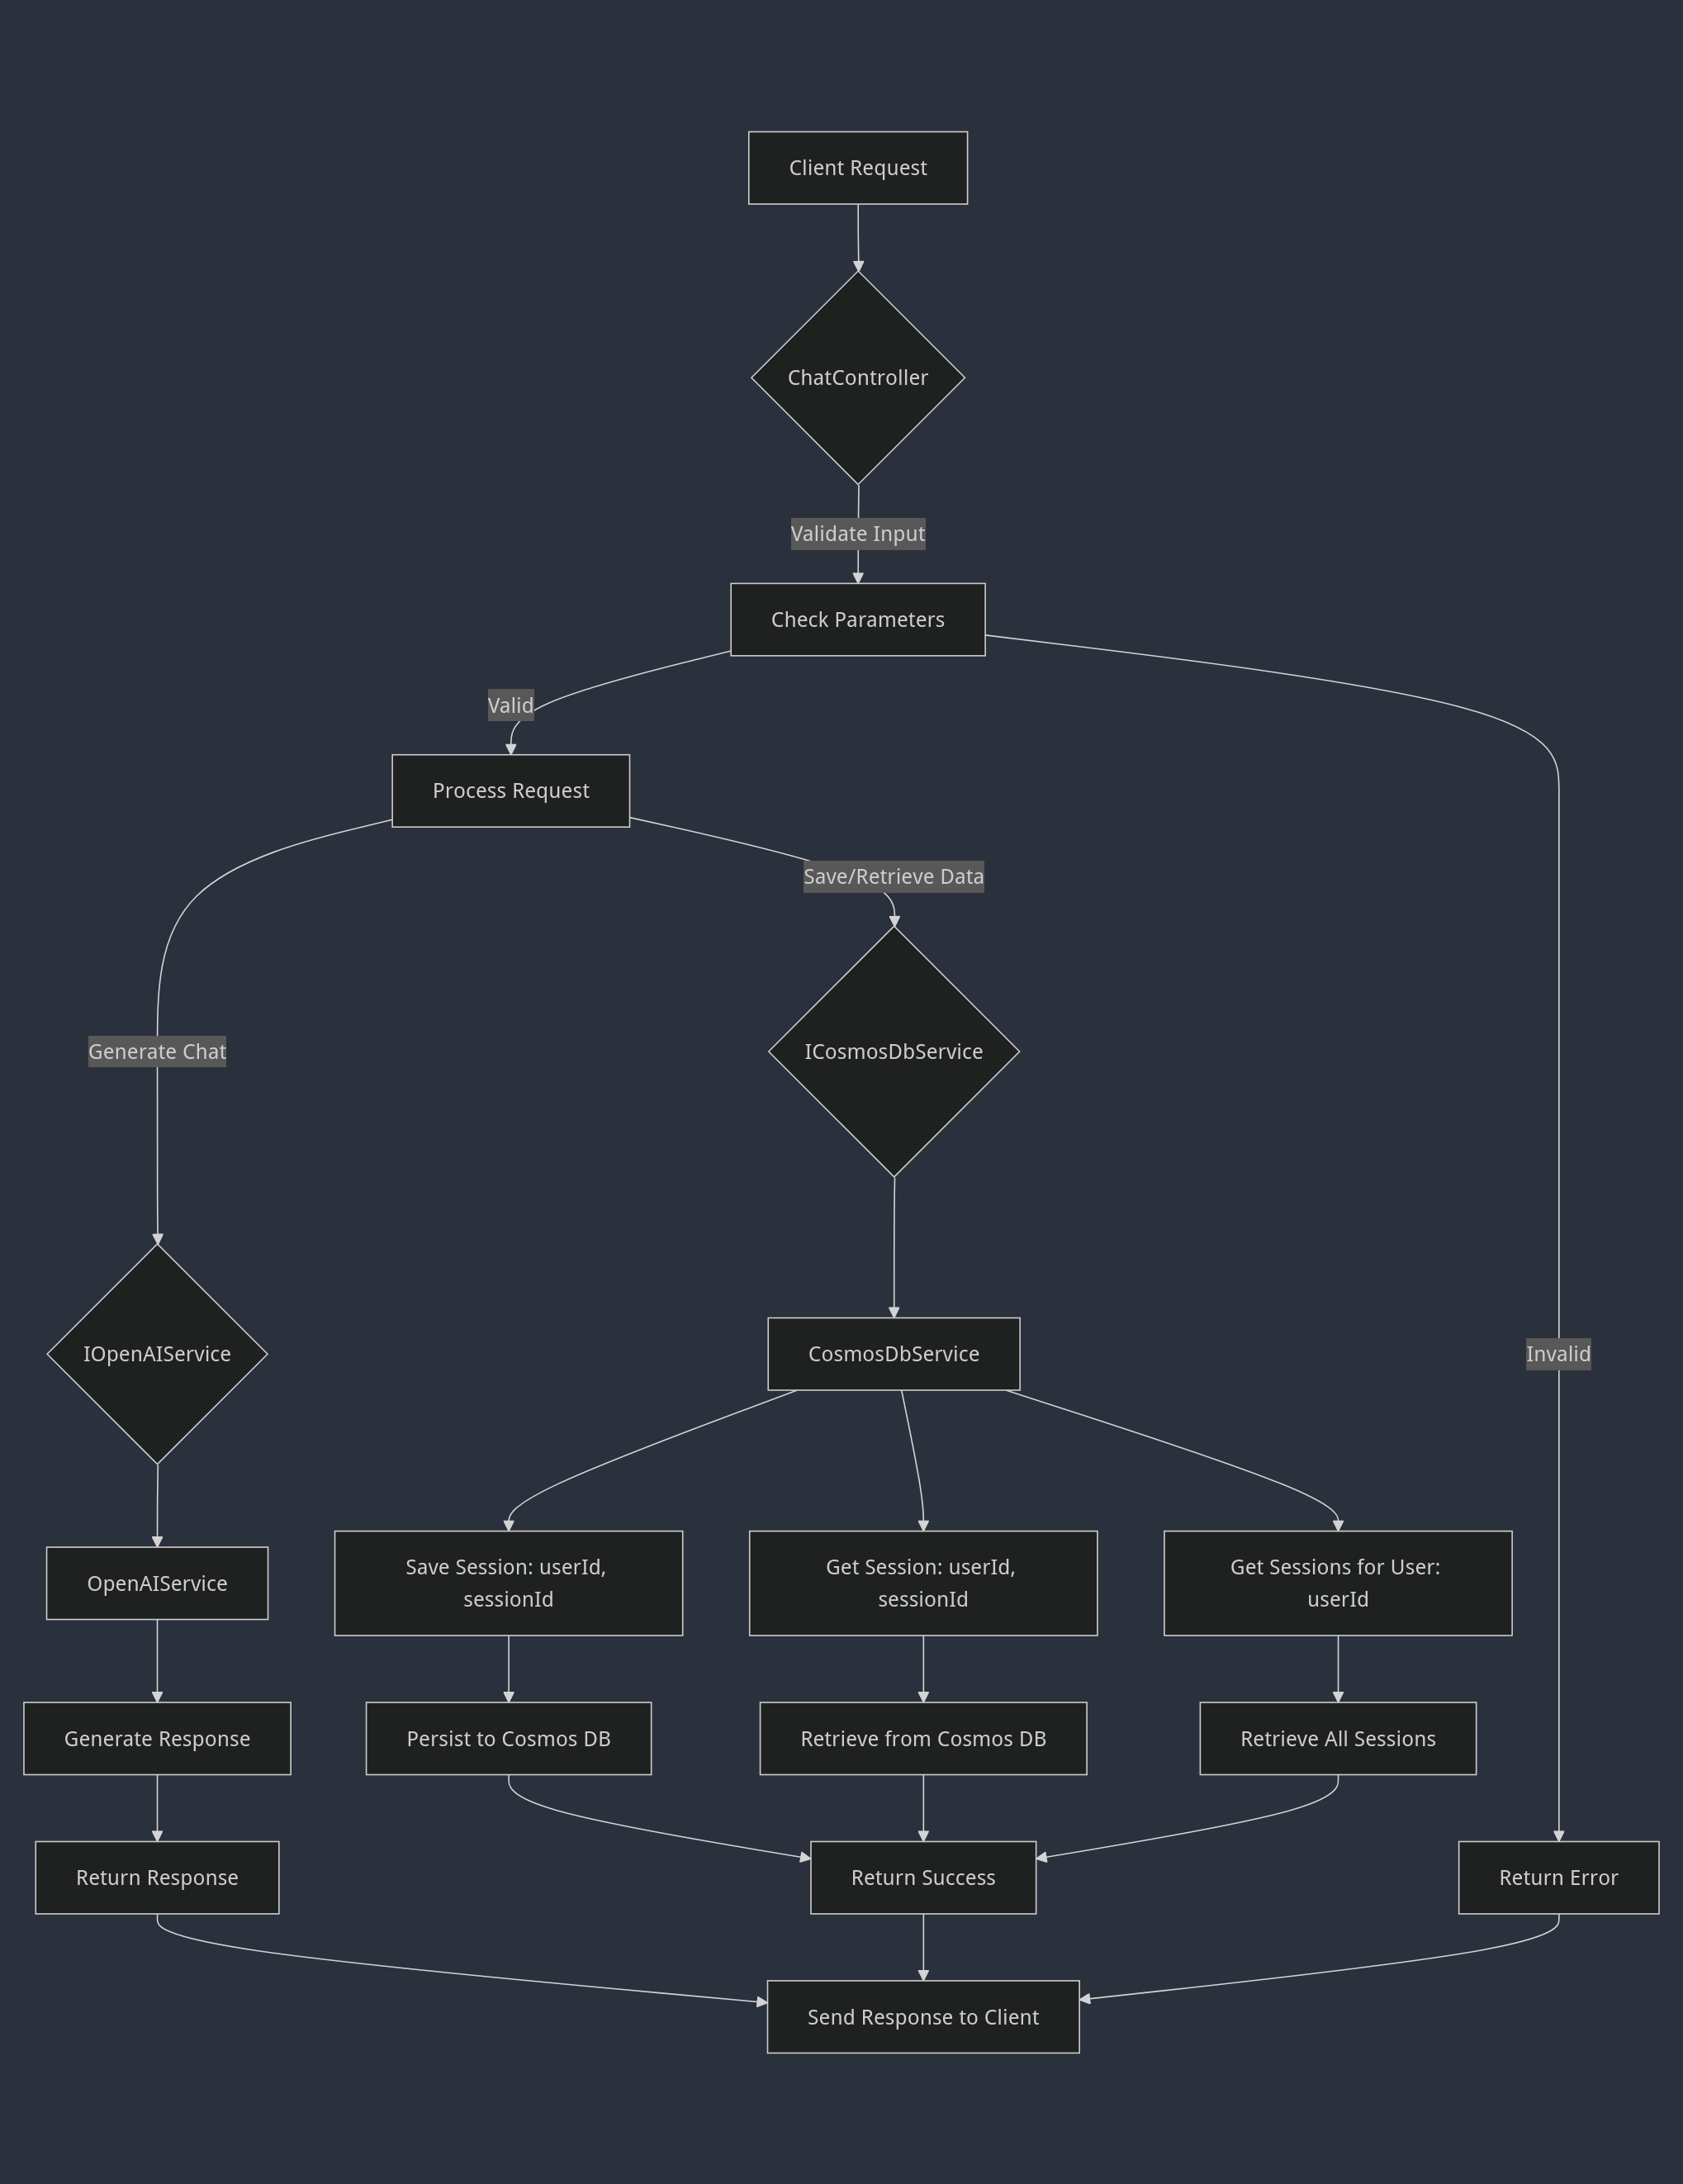 Client Request
ChatController
Validate Input
Check Parameters
Valid
Process Request
Save/Retrieve Data
Generate Chat
ICosmosDbService
IOpenAIService
CosmosDbService
Invalid
OpenAIService
Save Session: userId,
sessionId
Get Session: userId,
sessionId
Get Sessions for User:
userId
Generate Response
Persist to Cosmos DB
Retrieve from Cosmos DB
Retrieve All Sessions
Return Response
Return Success
Return Error
Send Response to Client